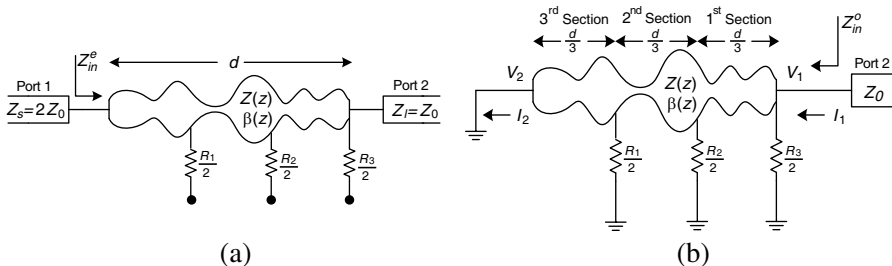 Z_in^e
d
Port 1
Z_s=2Z_0
Z(z)
β(z)
Port 2
Z_l=Z_0
R_1/2
R_2/2
R_3/2
(a)
3rd Section
2nd Section
1st Section
d/3
d/3
d/3
Z_in^o
V_2
V_1
Port 2
Z_0
Z(z)
β(z)
I_2
I_1
R_1/2
R_2/2
R_3/2
(b)